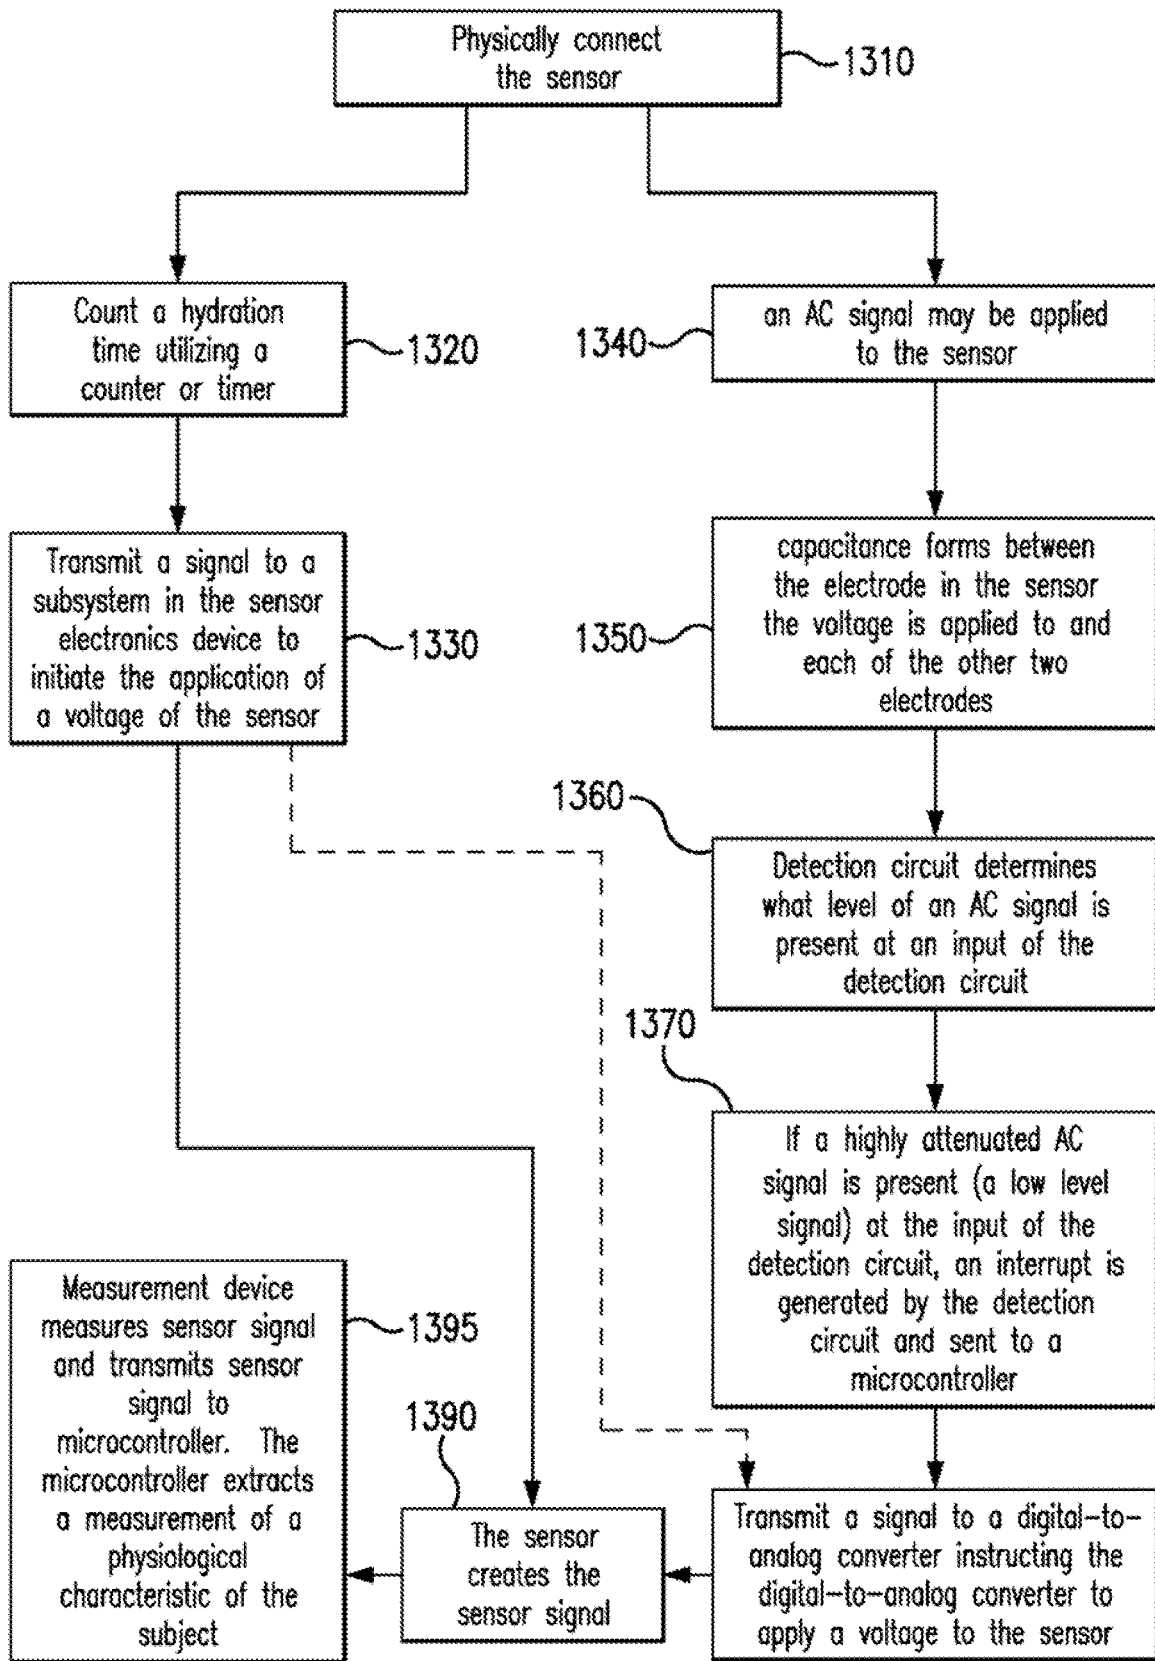 Physically connect
the sensor
1310
Count a hydration
time utilizing a
counter or timer
1320
an AC signal may be applied
to the sensor
1340
Transmit a signal to a
subsystem in the sensor
electronics device to
initiate the application of
a voltage of the sensor
1330
capacitance forms between
the electrode in the sensor
the voltage is applied to and
each of the other two
electrodes
1350
1360
Detection circuit determines
what level of an AC signal is
present at an input of the
detection circuit
1370
If a highly attenuated AC
signal is present (a low level
signal) at the input of the
detection circuit, an interrupt is
generated by the detection
circuit and sent to a
microcontroller
Measurement device
measures sensor signal
and transmits sensor
signal to
microcontroller. The
microcontroller extracts
a measurement of a
physiological
characteristic of the
subject
1395
1390
The sensor
creates the
sensor signal
Transmit a signal to a digital-to-
analog converter instructing the
digital-to-analog converter to
apply a voltage to the sensor